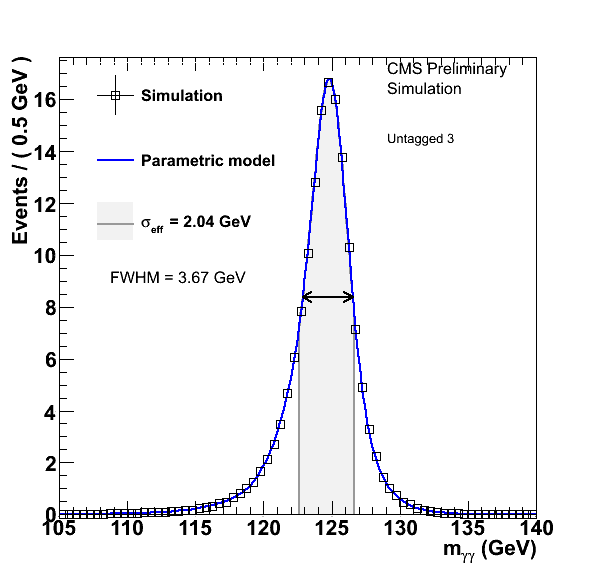 CMS Preliminary
Simulation
Untagged 3
Simulation
Parametric model
σeff = 2.04 GeV
FWHM = 3.67 GeV
Events / ( 0.5 GeV )
16
14
12
10
8
6
4
2
0
105 110 115 120 125 130 135 140
mγγ (GeV)